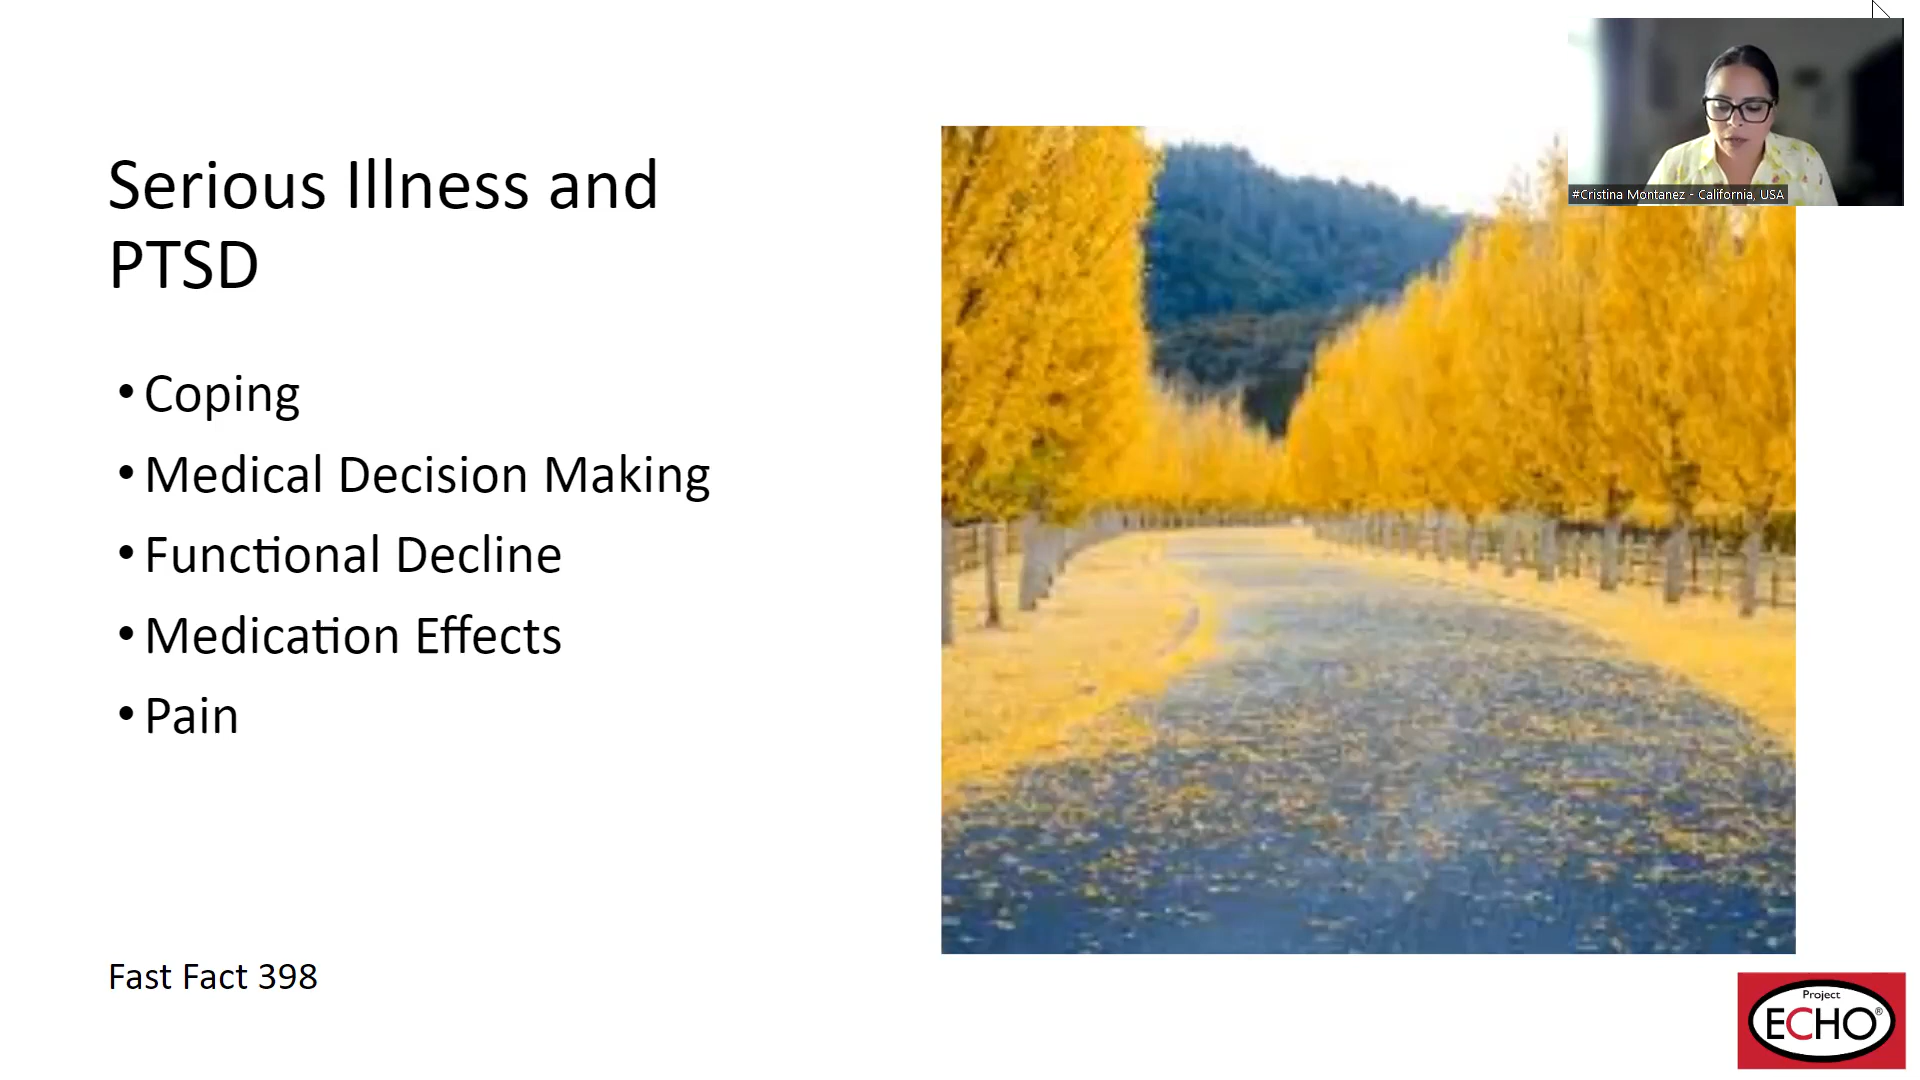 #Cristina Montanez - California, USA
Serious Illness and
PTSD
• Coping
• Medical Decision Making
• Functional Decline
• Medication Effects
• Pain
Fast Fact 398
Project
ECHO®